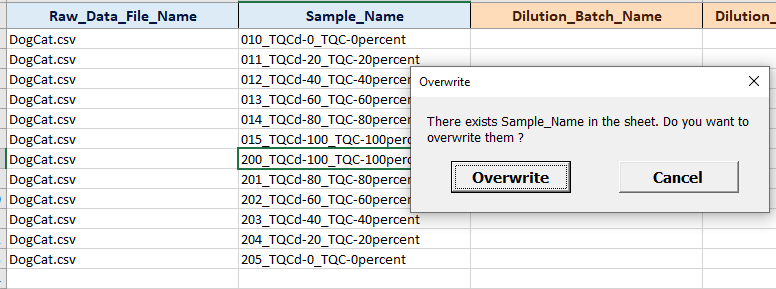 Raw_Data_File_Name Sample_Name Dilution_Batch_Name Dilution_
DogCat.csv 010_TQCd-0_TQC-0percent
DogCat.csv 011_TQCd-20_TQC-20percent
DogCat.csv 012_TQCd-40_TQC-40percent
DogCat.csv 013_TQCd-60_TQC-60percent
DogCat.csv 014_TQCd-80_TQC-80percent
DogCat.csv 015_TQCd-100_TQC-100perc
DogCat.csv 200_TQCd-100_TQC-100perc
DogCat.csv 201_TQCd-80_TQC-80percent
DogCat.csv 202_TQCd-60_TQC-60percent
DogCat.csv 203_TQCd-40_TQC-40percent
DogCat.csv 204_TQCd-20_TQC-20percent
DogCat.csv 205_TQCd-0_TQC-0percent
Overwrite
There exists Sample_Name in the sheet. Do you want to
overwrite them ?
Overwrite Cancel